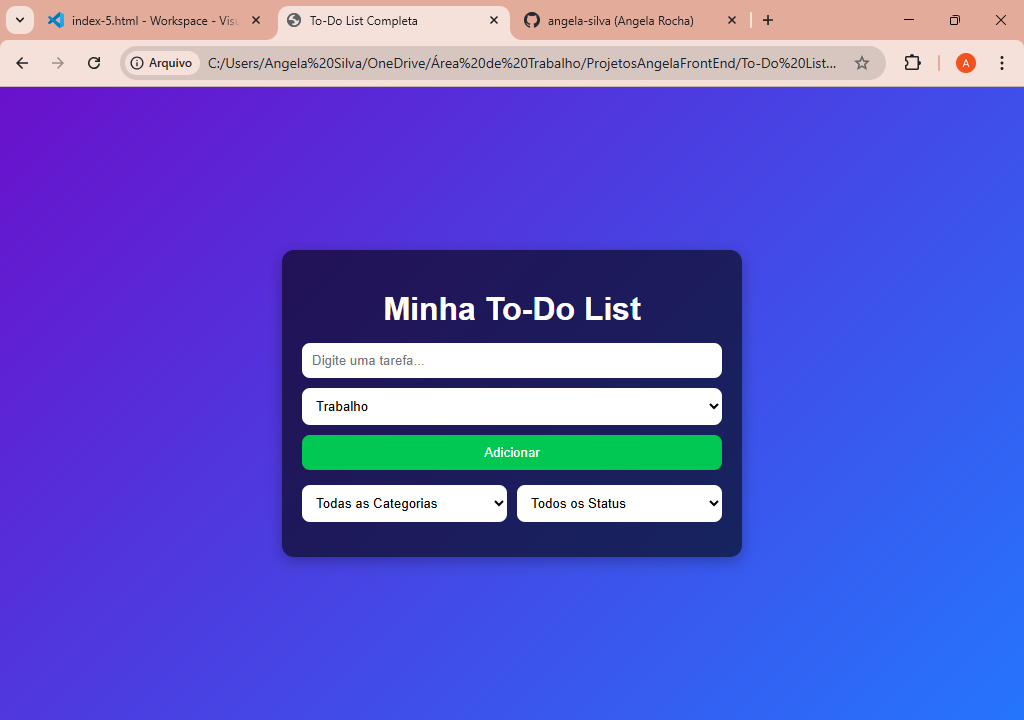 index-5.html - Workspace - Visu
To-Do List Completa
angela-silva (Angela Rocha)
Arquivo
C:/Users/Angela%20Silva/OneDrive/Área%20de%20Trabalho/ProjetosAngelaFrontEnd/To-Do%20List...
A
Minha To-Do List
Digite uma tarefa...
Trabalho
Adicionar
Todas as Categorias
Todos os Status